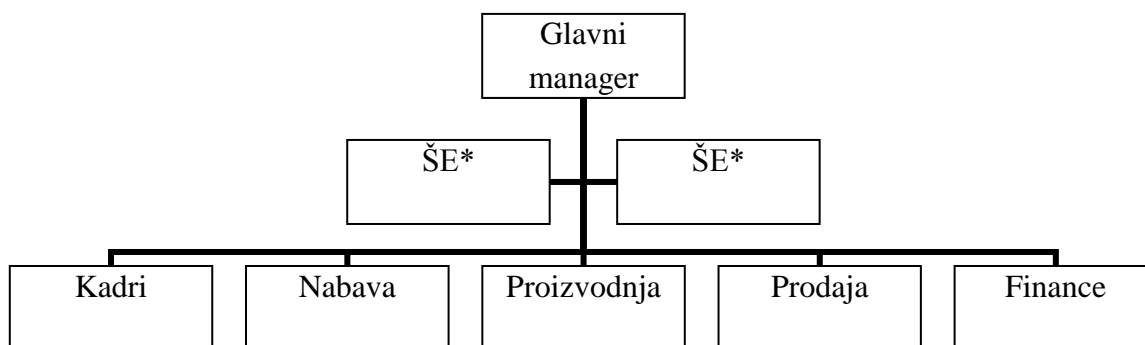 Glavni
manager
ŠE*
ŠE*
Kadri
Nabava
Proizvodnja
Prodaja
Finance